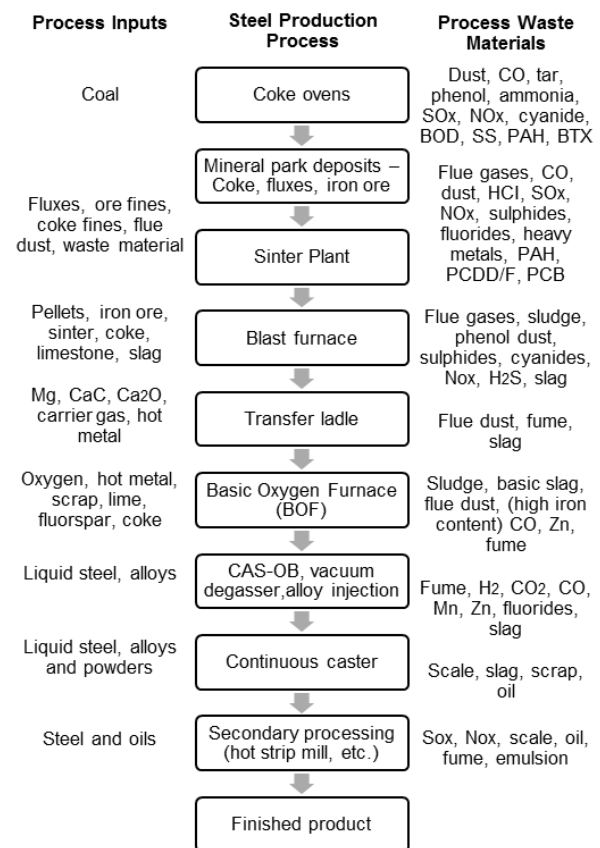 Process Inputs
Steel Production
Process
Process Waste
Materials
Coal
Coke ovens
Dust, CO, tar,
phenol, ammonia,
SOx, NOx, cyanide,
BOD, SS, PAH, BTX
Mineral park deposits –
Coke, fluxes, iron ore
Fluxes, ore fines,
coke fines, flue
dust, waste material
Sinter Plant
Flue gases, CO,
dust, HCl, SOx,
NOx, sulphides,
fluorides, heavy
metals, PAH,
PCDD/F, PCB
Pellets, iron ore,
sinter, coke,
limestone, slag
Blast furnace
Flue gases, sludge,
phenol dust,
sulphides, cyanides,
Nox, H2S, slag
Mg, CaC, Ca2O,
carrier gas, hot
metal
Transfer ladle
Flue dust, fume,
slag
Oxygen, hot metal,
scrap, lime,
fluorspar, coke
Basic Oxygen Furnace
(BOF)
Sludge, basic slag,
flue dust, (high iron
content) CO, Zn,
fume
Liquid steel, alloys
CAS-OB, vacuum
degasser,alloy injection
Fume, H2, CO2, CO,
Mn, Zn, fluorides,
slag
Liquid steel, alloys
and powders
Continuous caster
Scale, slag, scrap,
oil
Steel and oils
Secondary processing
(hot strip mill, etc.)
Sox, Nox, scale, oil,
fume, emulsion
Finished product